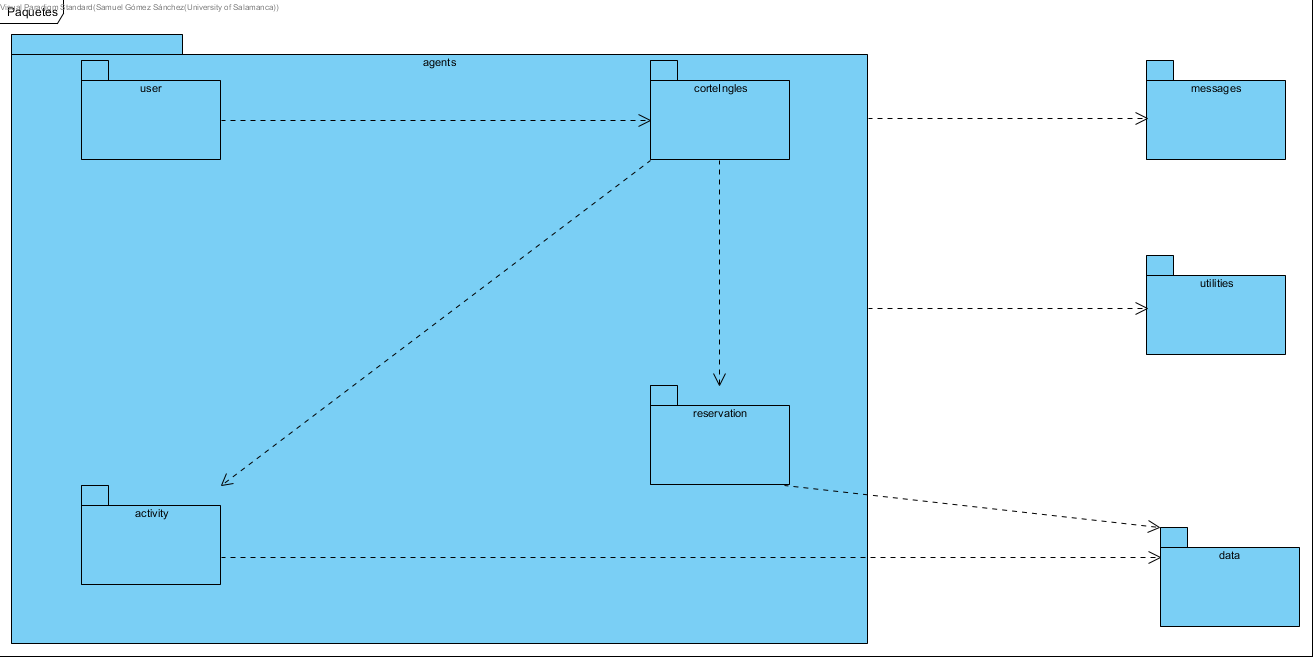 Visual Paradigm Standard(Samuel Gómez Sánchez(University of Salamanca))
Paquetes
agents
user
corteIngles
messages
utilities
reservation
activity
data